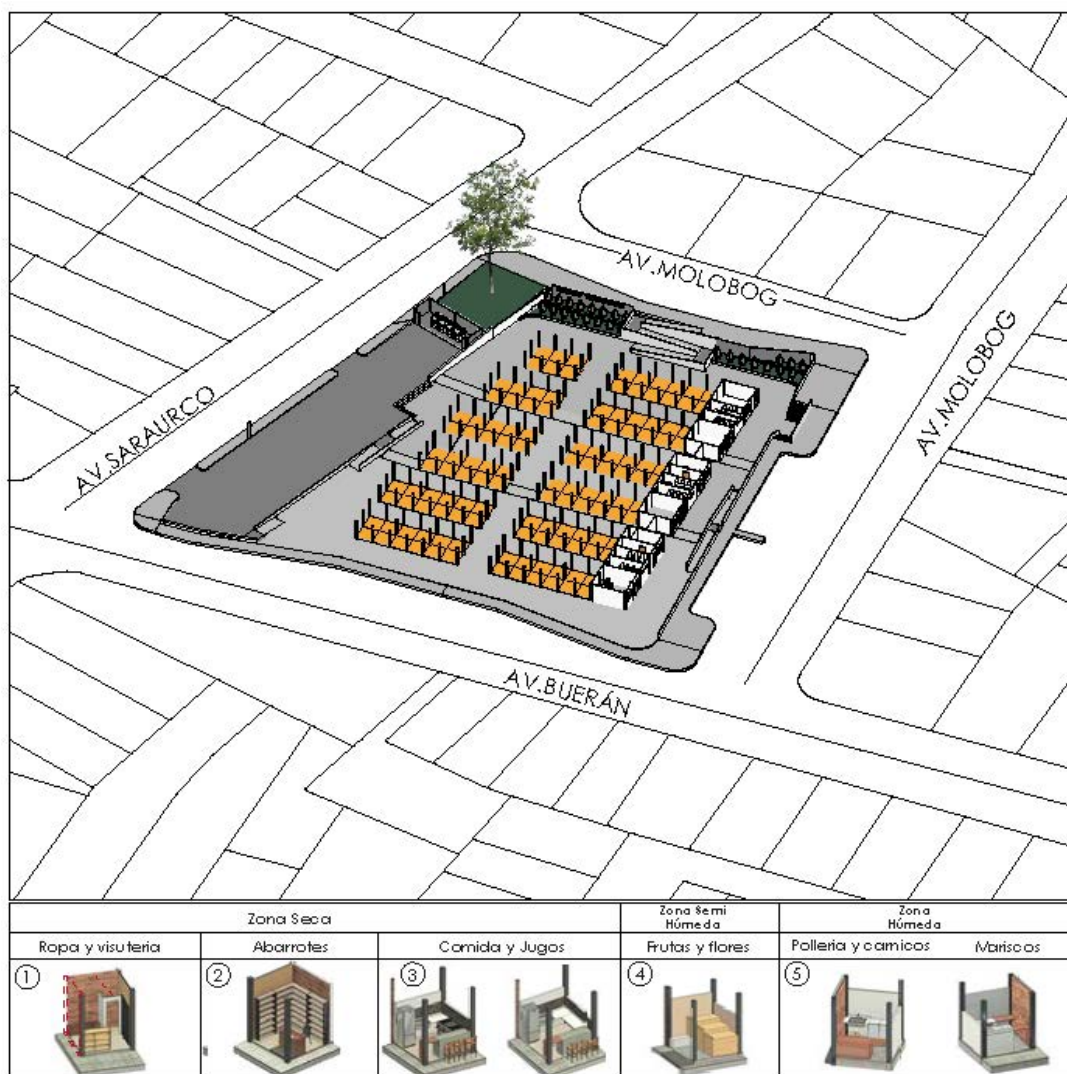 AV.MOLOBOG
AV.MOLOBOG
AV.SARAURCO
AV.BUERÁN
Zona Seca
Zona Semi
Húmeda
Zona
Húmeda
Ropa y visuteria
Abarrotes
Comida y Jugos
Frutas y flores
Polleria y carnicos
Mariscos
1
2
3
4
5